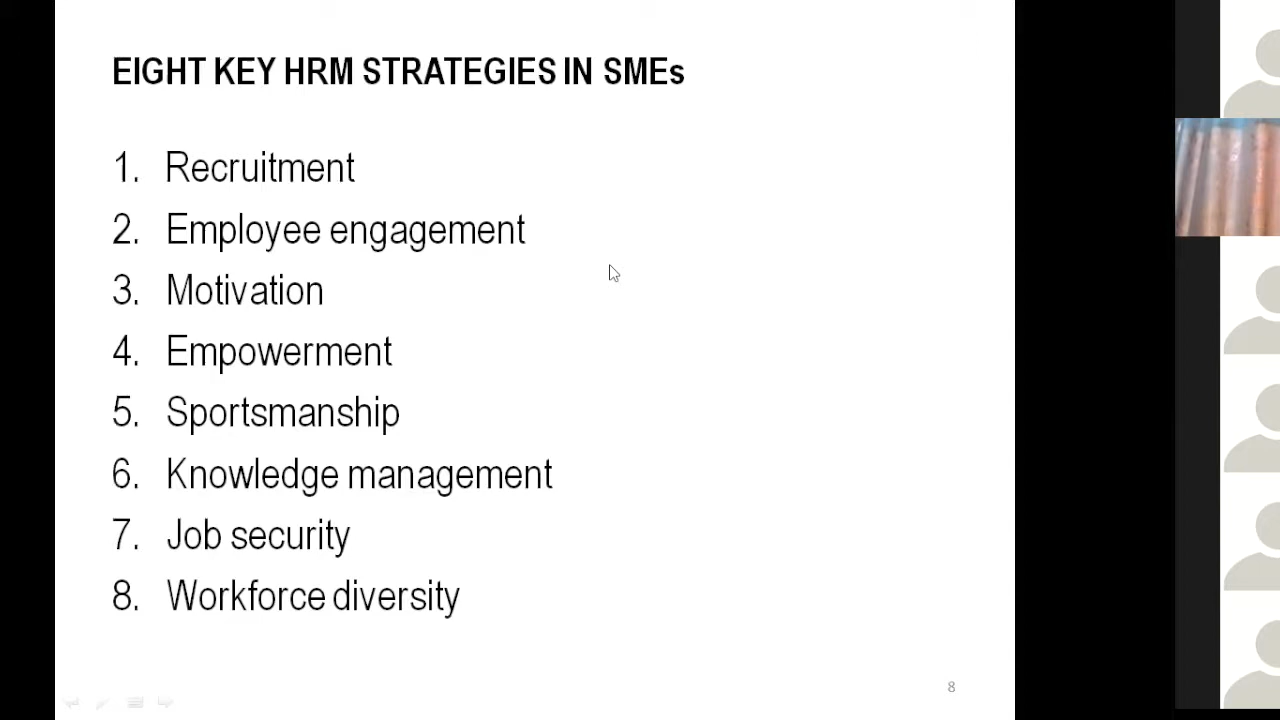 EIGHT KEY HRM STRATEGIES IN SMEs
1. Recruitment
2. Employee engagement
3. Motivation
4. Empowerment
5. Sportsmanship
6. Knowledge management
7. Job security
8. Workforce diversity
8